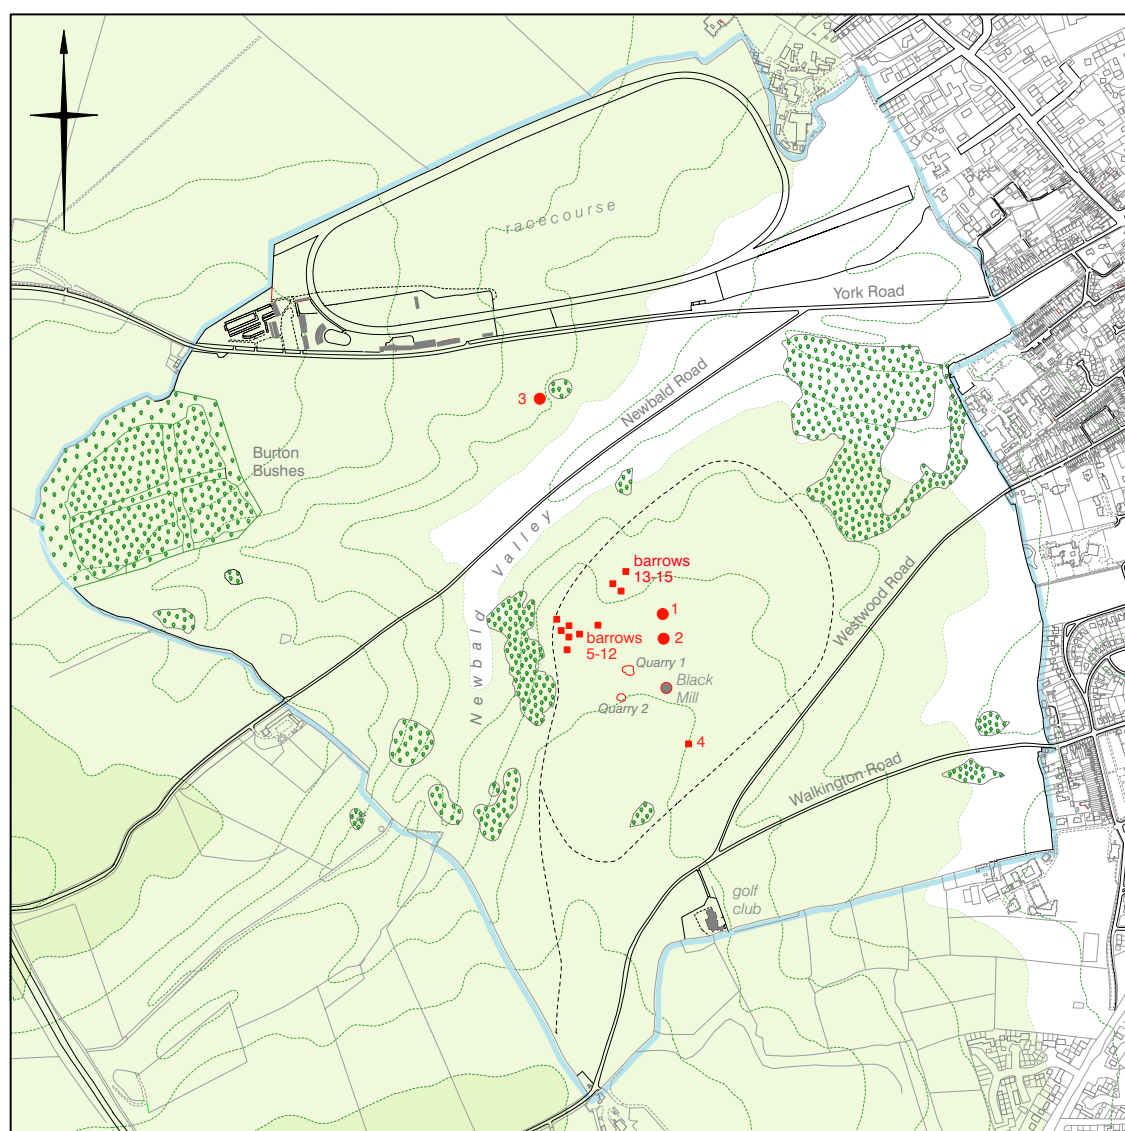 racecourse
York Road
Newbald Road
3
Burton
Bushes
Newbald Valley
barrows
13-15
1
2
barrows
5-12
Quarry 1
Black
Mill
Quarry 2
4
Westwood Road
Walkington Road
golf
club